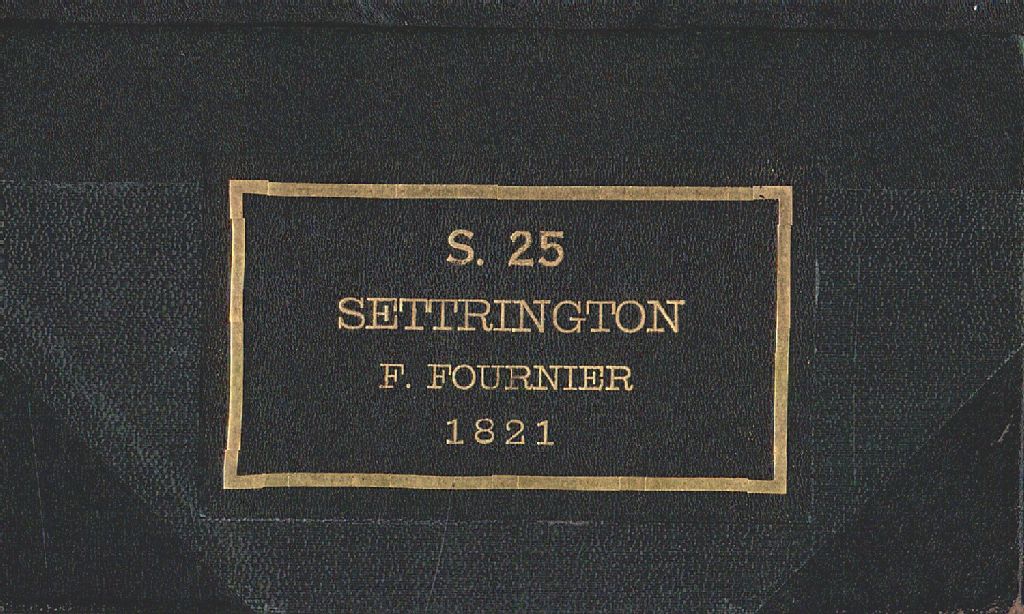 S. 25
SETTRINGTON
F. FOURNIER
1821